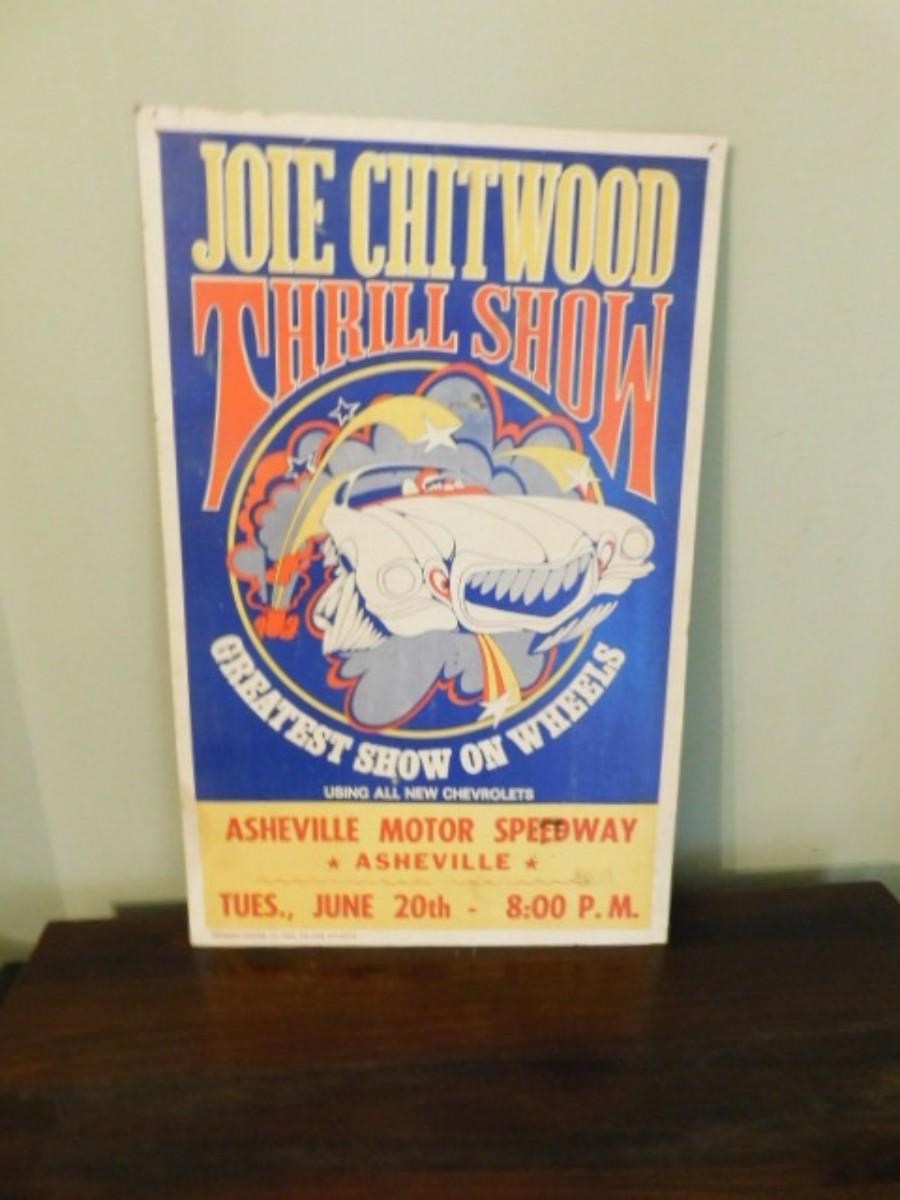 JOIE CHITWOOD
THRILL SHOW
GREATEST SHOW ON WHEELS
USING ALL NEW CHEVROLETS
ASHEVILLE MOTOR SPEEDWAY
★ ASHEVILLE ★
TUES., JUNE 20th - 8:00 P.M.